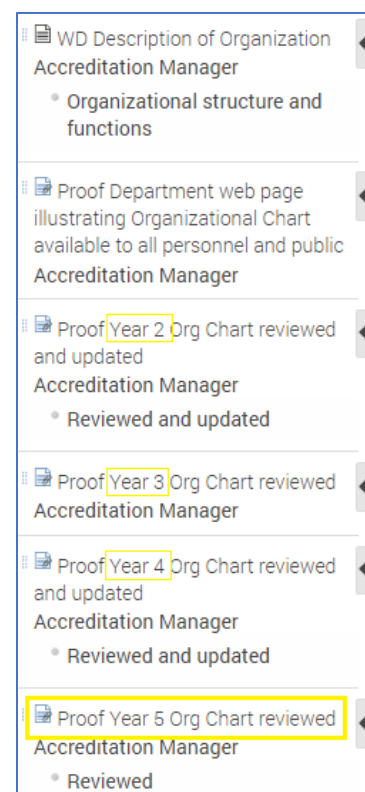 WD Description of Organization
Accreditation Manager
Organizational structure and
functions
Proof Department web page
illustrating Organizational Chart
available to all personnel and public
Accreditation Manager
Proof Year 2 Org Chart reviewed
and updated
Accreditation Manager
Reviewed and updated
Proof Year 3 Org Chart reviewed
Accreditation Manager
Proof Year 4 Org Chart reviewed
and updated
Accreditation Manager
Reviewed and updated
Proof Year 5 Org Chart reviewed
Accreditation Manager
Reviewed